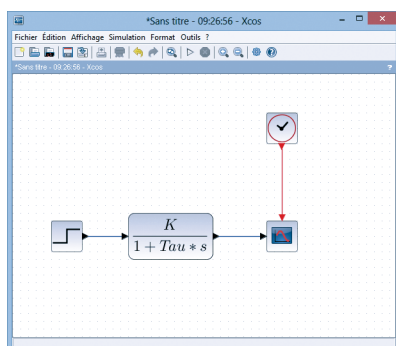 *Sans titre - 09:26:56 - Xcos
Fichier Édition Affichage Simulation Format Outils ?
*Sans titre - 09:26:56 - Xcos
?
K
1 + Tau * s